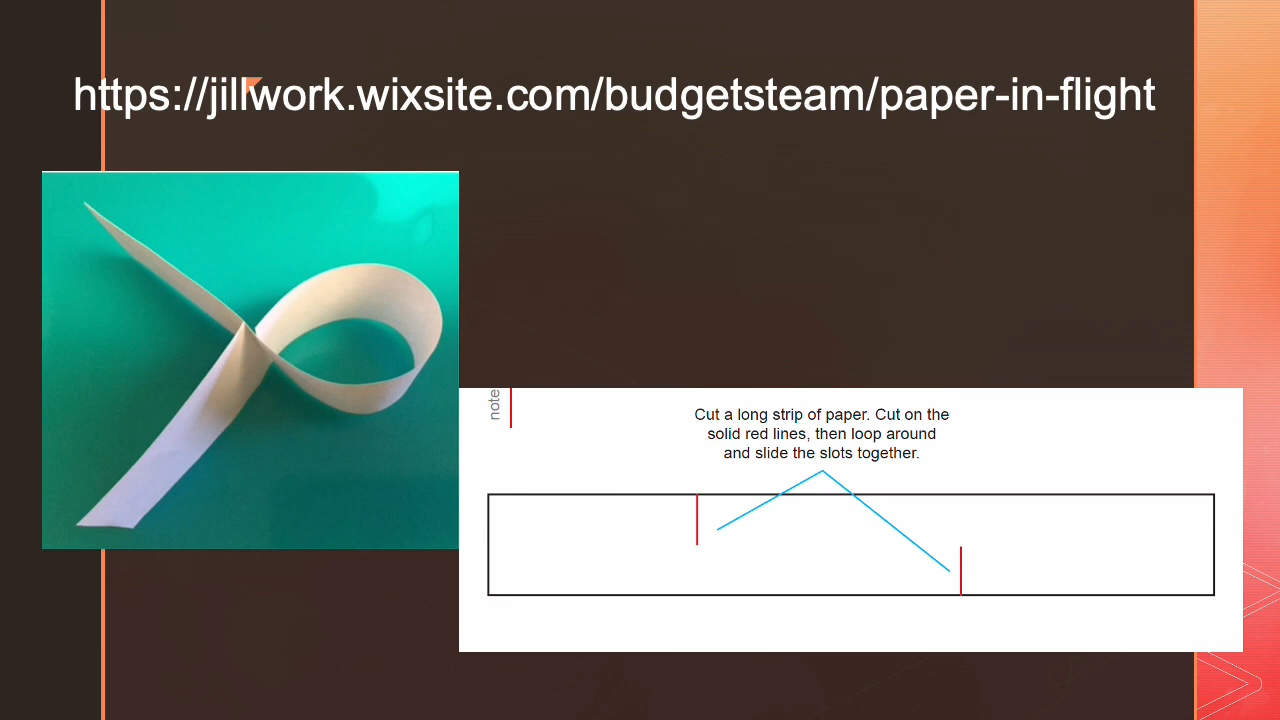 https://jillwork.wixsite.com/budgetsteam/paper-in-flight
note
Cut a long strip of paper. Cut on the
solid red lines, then loop around
and slide the slots together.